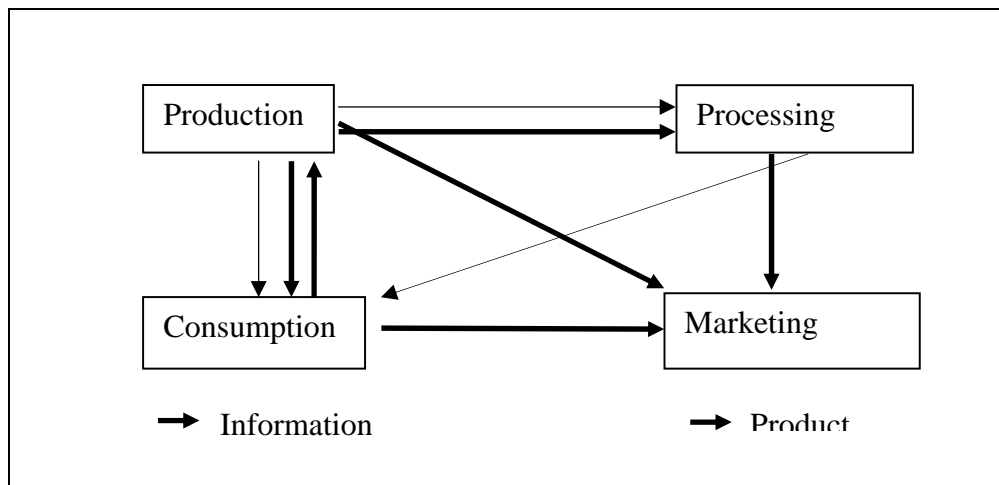 Production
Processing
Consumption
Marketing
Information
Product